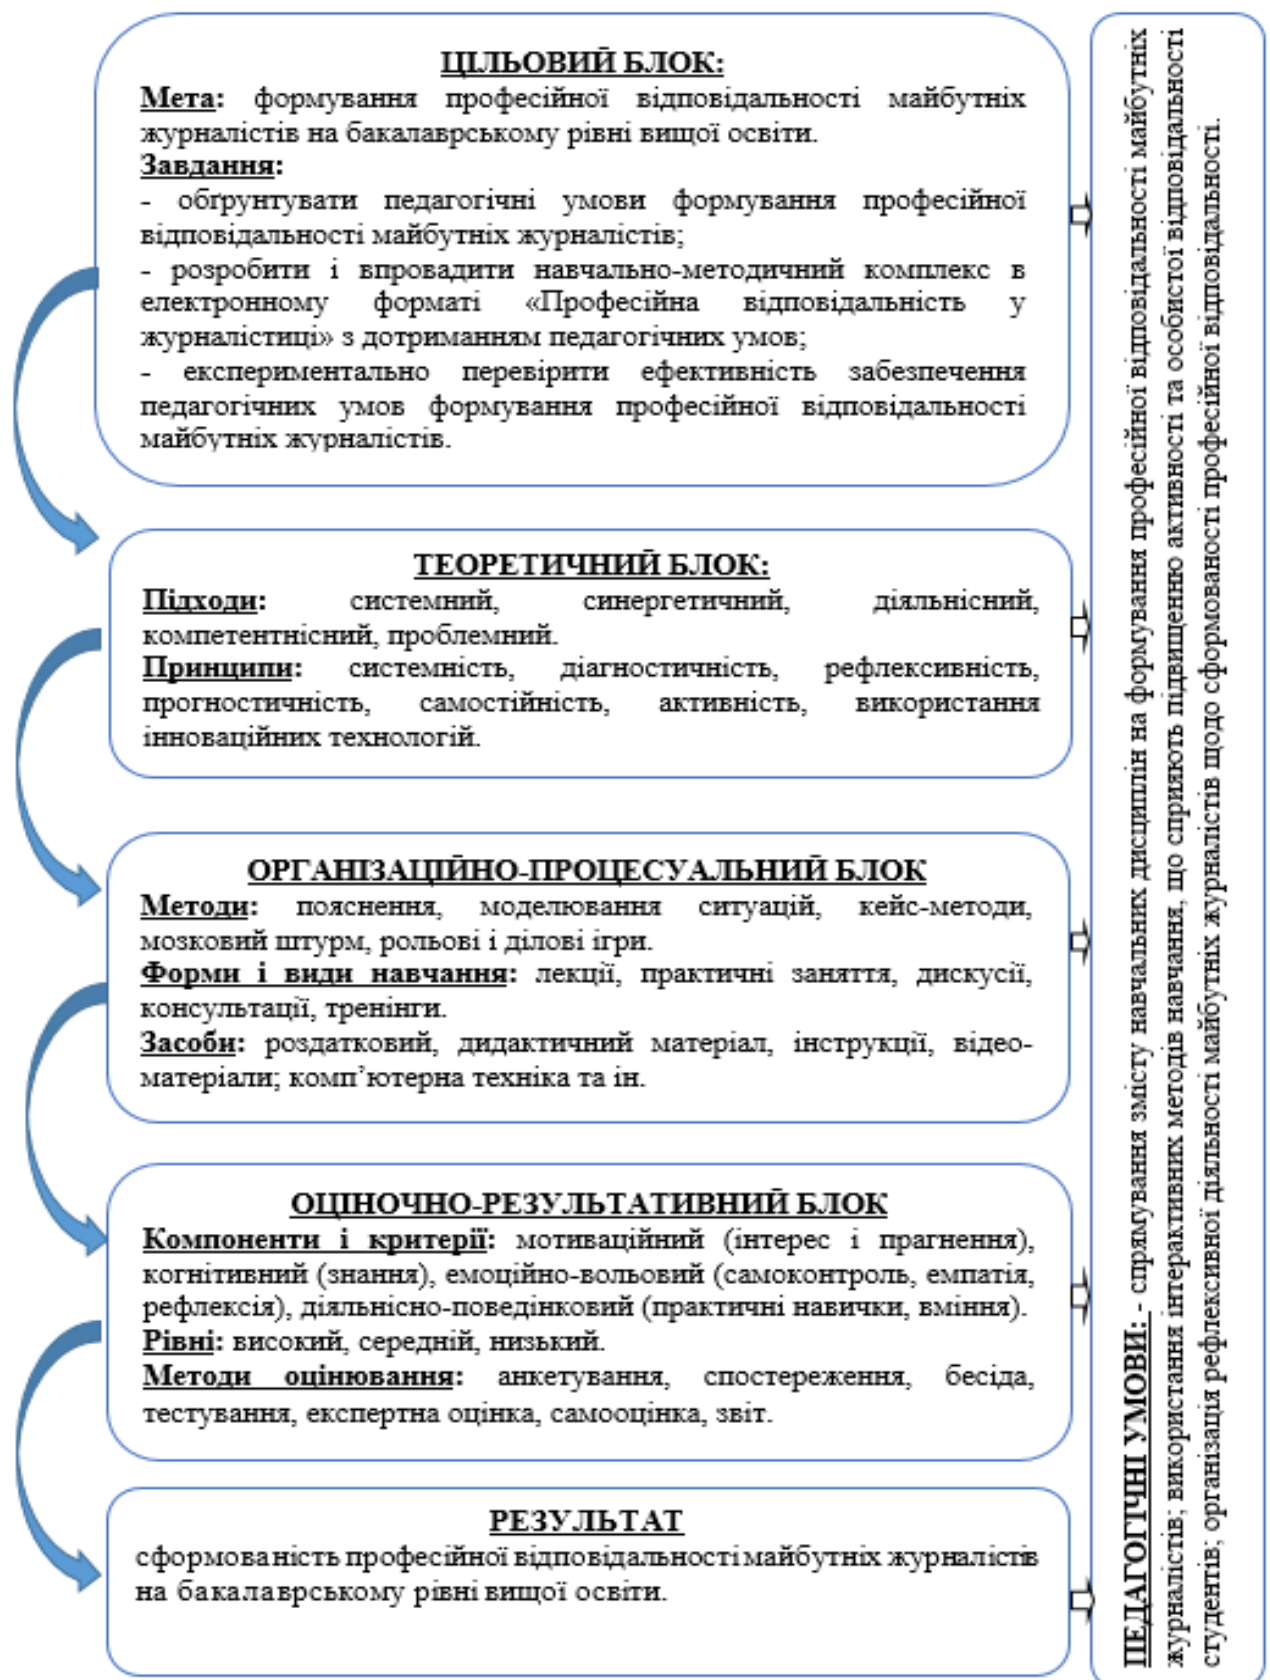 ЦІЛЬОВИЙ БЛОК:
Мета: формування професійної відповідальності майбутніх
журналістів на бакалаврському рівні вищої освіти.
Завдання:
- обґрунтувати педагогічні умови формування професійної
відповідальності майбутніх журналістів;
- розробити і впровадити навчально-методичний комплекс в
електронному форматі «Професійна відповідальність у
журналістиці» з дотриманням педагогічних умов;
- експериментально перевірити ефективність забезпечення
педагогічних умов формування професійної відповідальності
майбутніх журналістів.
ТЕОРЕТИЧНИЙ БЛОК:
Підходи: системний, синергетичний, діяльнісний,
компетентнісний, проблемний.
Принципи: системність, діагностичність, рефлексивність,
прогностичність, самостійність, активність, використання
інноваційних технологій.
ОРГАНІЗАЦІЙНО-ПРОЦЕСУАЛЬНИЙ БЛОК
Методи: пояснення, моделювання ситуацій, кейс-методи,
мозковий штурм, рольові і ділові ігри.
Форми і види навчання: лекції, практичні заняття, дискусії,
консультації, тренінги.
Засоби: роздатковий, дидактичний матеріал, інструкції, відео-
матеріали; комп’ютерна техніка та ін.
ОЦІНОЧНО-РЕЗУЛЬТАТИВНИЙ БЛОК
Компоненти і критерії: мотиваційний (інтерес і прагнення),
когнітивний (знання), емоційно-вольовий (самоконтроль, емпатія,
рефлексія), діяльнісно-поведінковий (практичні навички, вміння).
Рівні: високий, середній, низький.
Методи оцінювання: анкетування, спостереження, бесіда,
тестування, експертна оцінка, самооцінка, звіт.
РЕЗУЛЬТАТ
сформованість професійної відповідальності майбутніх журналістів
на бакалаврському рівні вищої освіти.
ПЕДАГОГІЧНІ УМОВИ: - спрямування змісту навчальних дисциплін на формування професійної відповідальності майбутніх
журналістів; використання інтерактивних методів навчання, що сприяють підвищенню активності та особистої відповідальності
студентів; організація рефлексивної діяльності майбутніх журналістів щодо сформованості професійної відповідальності.